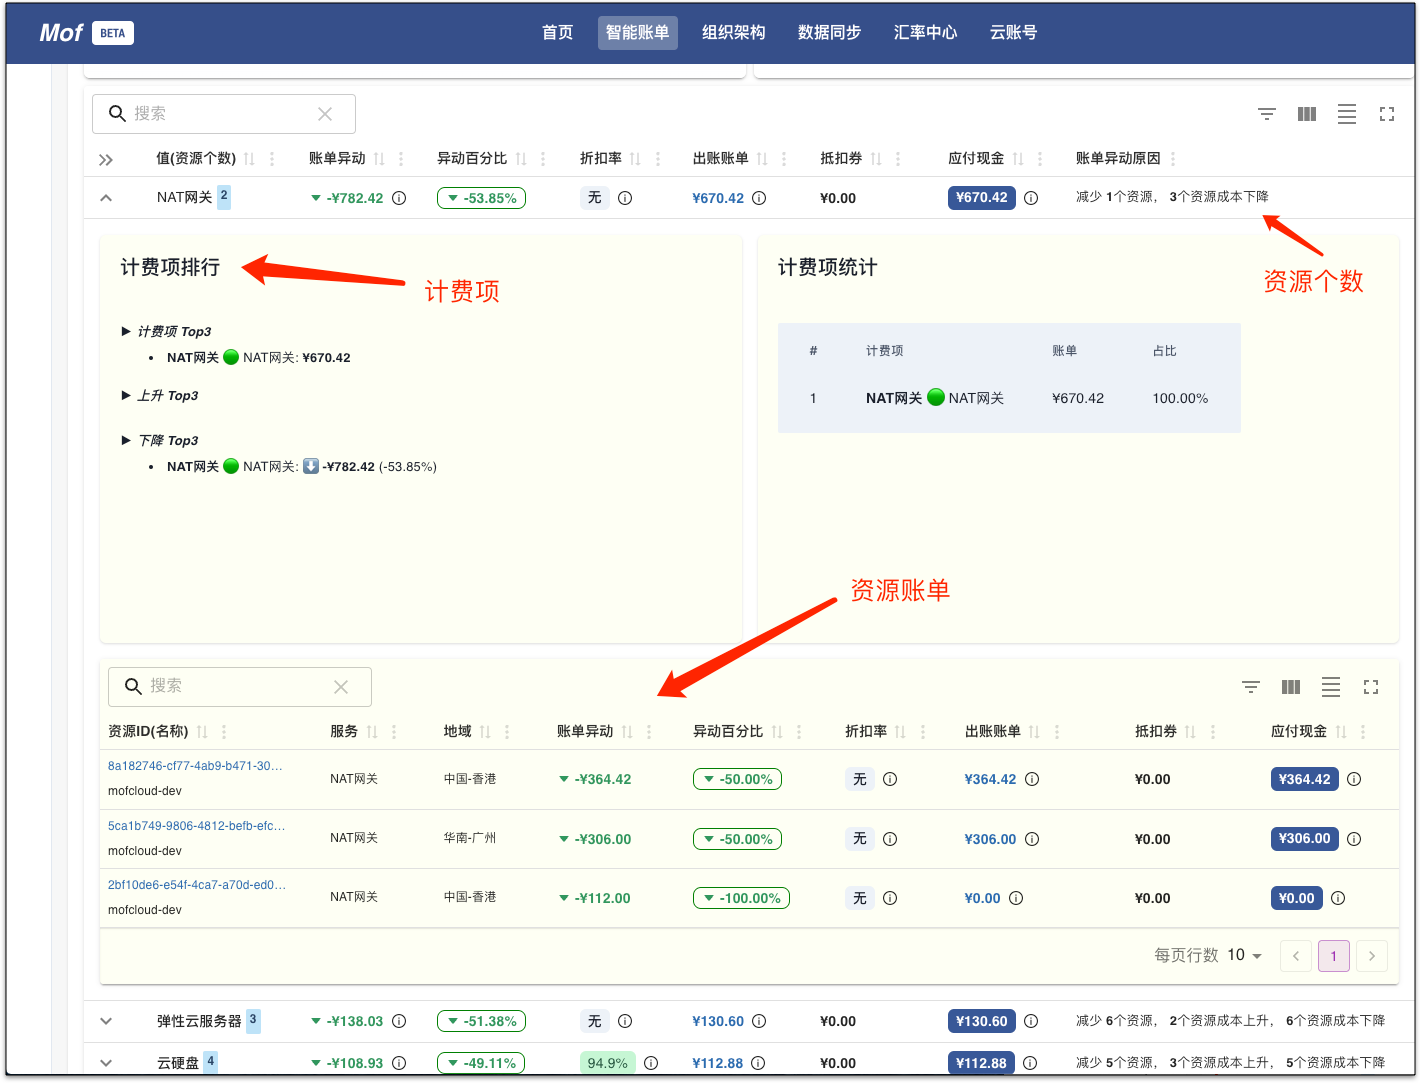 Mof BETA 首页 智能账单 组织架构 数据同步 汇率中心 云账号
搜索
值(资源个数) 账单异动 异动百分比 折扣率 出账账单 抵扣券 应付现金 账单异动原因
NAT网关 2 -¥782.42 -53.85% 无 ¥670.42 ¥0.00 ¥670.42 减少 1个资源， 3个资源成本下降
资源个数
计费项排行
计费项
计费项 Top3
NAT网关 NAT网关: ¥670.42
上升 Top3
下降 Top3
NAT网关 NAT网关: -¥782.42 (-53.85%)
计费项统计
# 计费项 账单 占比
1 NAT网关 NAT网关 ¥670.42 100.00%
资源账单
搜索
资源ID(名称) 服务 地域 账单异动 异动百分比 折扣率 出账账单 抵扣券 应付现金
8a182746-cf77-4ab9-b471-30...
mofcloud-dev
NAT网关 中国-香港 -¥364.42 -50.00% 无 ¥364.42 ¥0.00 ¥364.42
5ca1b749-9806-4812-befb-efc...
mofcloud-dev
NAT网关 华南-广州 -¥306.00 -50.00% 无 ¥306.00 ¥0.00 ¥306.00
2bf10de6-e54f-4ca7-a70d-ed0...
mofcloud-dev
NAT网关 中国-香港 -¥112.00 -100.00% 无 ¥0.00 ¥0.00 ¥0.00
每页行数 10 1
弹性云服务器 3 -¥138.03 -51.38% 无 ¥130.60 ¥0.00 ¥130.60 减少 6个资源， 2个资源成本上升， 6个资源成本下降
云硬盘 4 -¥108.93 -49.11% 94.9% ¥112.88 ¥0.00 ¥112.88 减少 5个资源， 3个资源成本上升， 5个资源成本下降